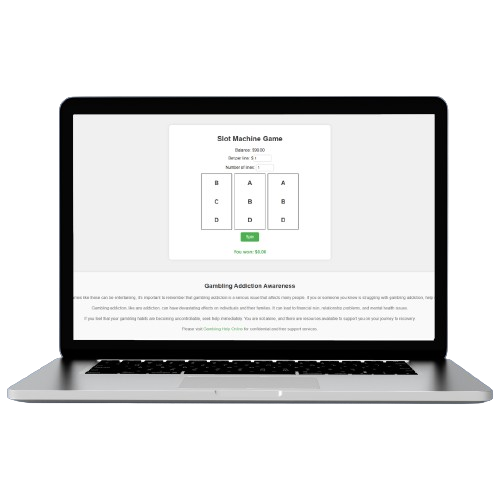 Slot Machine Game
Balance: $99.00
Bet per line: $ 1
Number of lines: 1
B A A
C B B
D D D
Spin
You won: $0.00
Gambling Addiction Awareness
like these can be entertaining, it's important to remember that gambling addiction is a serious issue that affects many people. If you or someone you know is struggling with gambling addiction, help
Gambling addiction, like any addiction, can have devastating effects on individuals and their families. It can lead to financial ruin, relationship problems, and mental health issues.
If you feel that your gambling habits are becoming uncontrollable, seek help immediately. You are not alone, and there are resources available to support you on your journey to recovery.
Please visit Gambling Help Online for confidential and free support services.